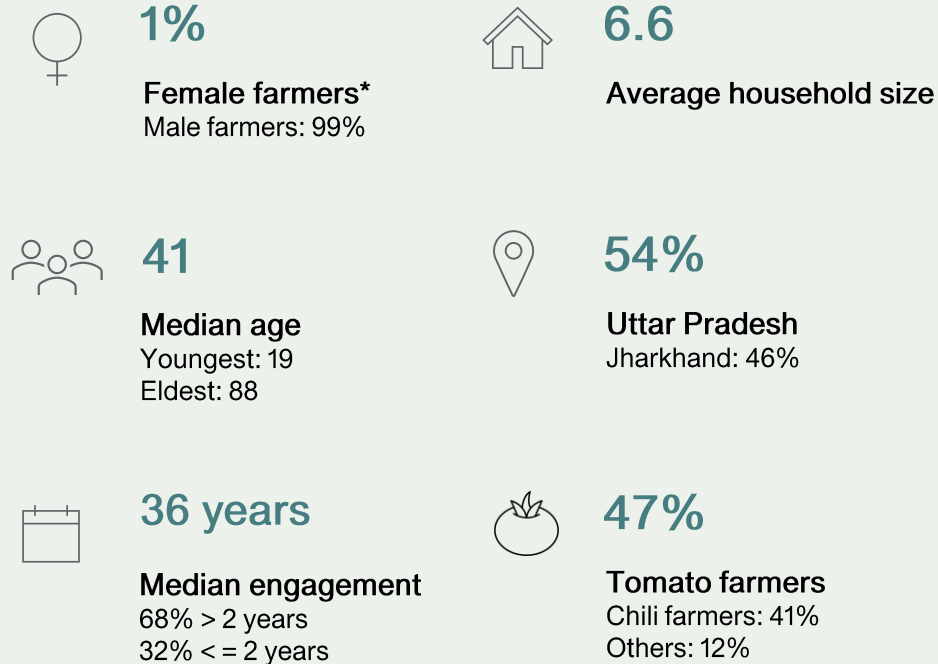 1%
Female farmers*
Male farmers: 99%
6.6
Average household size
41
Median age
Youngest: 19
Eldest: 88
54%
Uttar Pradesh
Jharkhand: 46%
36 years
Median engagement
68% > 2 years
32% < = 2 years
47%
Tomato farmers
Chili farmers: 41%
Others: 12%